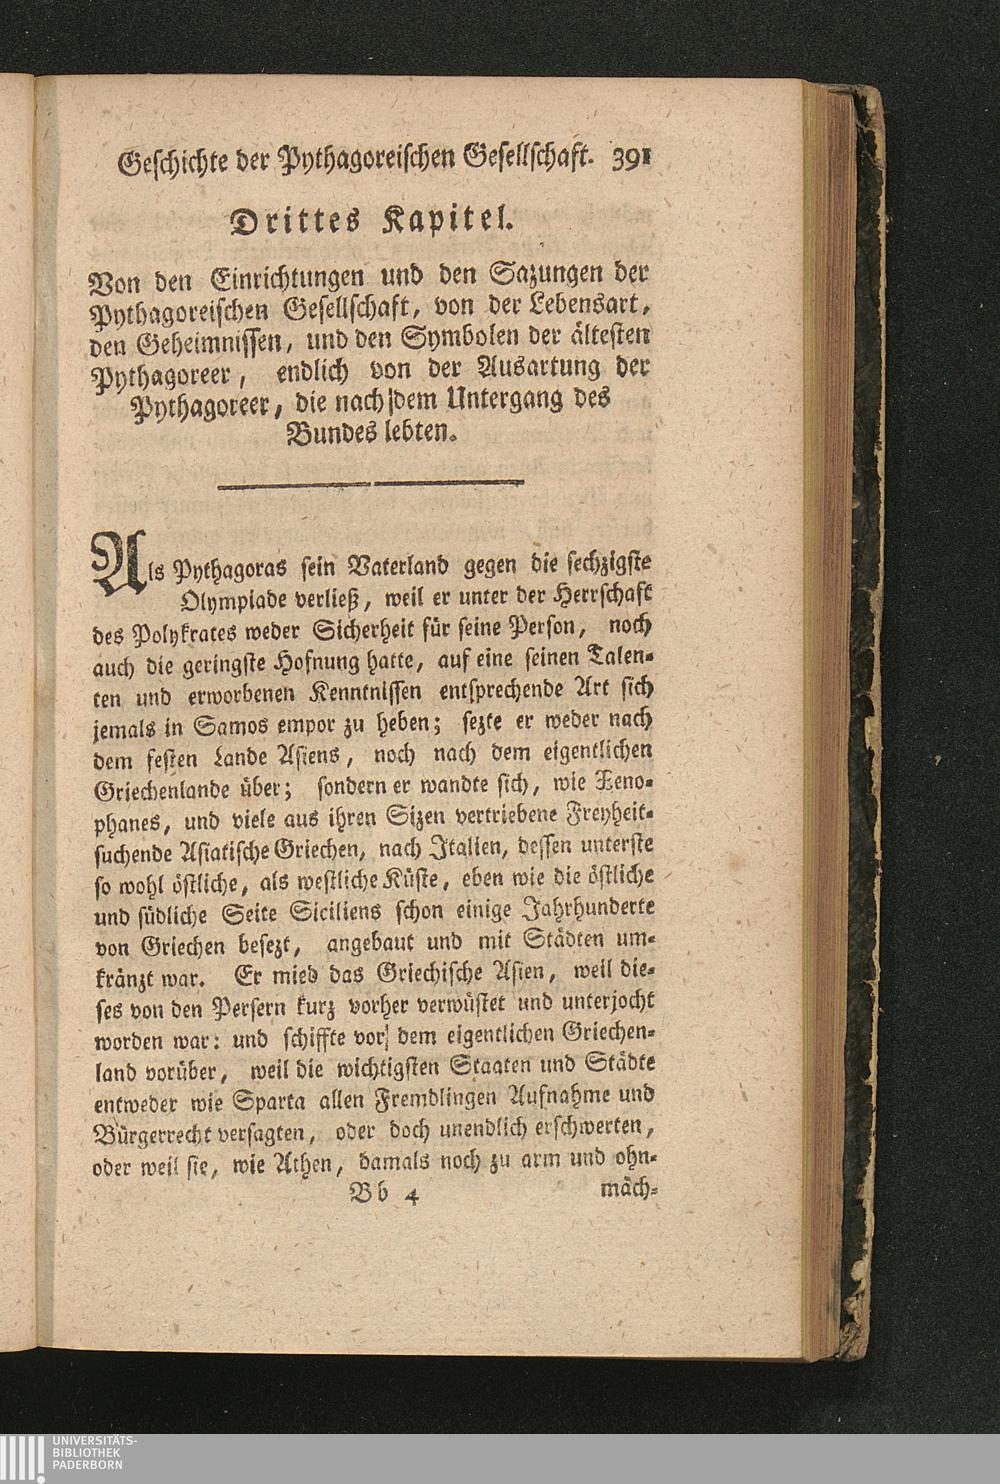 Geschichte der Pythagoreischen Gesellschaft. 391
Drittes Kapitel.
Von den Einrichtungen und den Sazungen der
Pythagoreischen Gesellschaft, von der Lebensart,
den Geheimnissen, und den Symbolen der ältesten
Pythagoreer, endlich von der Ausartung der
Pythagoreer, die nach dem Untergang des
Bundes lebten.
Als Pythagoras sein Vaterland gegen die sechzigste
Olympiade verließ, weil er unter der Herrschaft
des Polykrates weder Sicherheit für seine Person, noch
auch die geringste Hofnung hatte, auf eine seinen Talen-
ten und erworbenen Kenntnissen entsprechende Art sich
jemals in Samos empor zu heben; sezte er weder nach
dem festen Lande Asiens, noch nach dem eigentlichen
Griechenlande über; sondern er wandte sich, wie Xeno-
phanes, und viele aus ihren Sizen vertriebene Freyheit-
suchende Asiatische Griechen, nach Italien, dessen unterste
so wohl östliche, als westliche Küste, eben wie die östliche
und südliche Seite Siciliens schon einige Jahrhunderte
von Griechen besezt, angebaut und mit Städten um-
kränzt war. Er mied das Griechische Asien, weil die-
ses von den Persern kurz vorher verwüstet und unterjocht
worden war: und schiffte vor dem eigentlichen Griechen-
land vorüber, weil die wichtigsten Staaten und Städte
entweder wie Sparta allen Fremdlingen Aufnahme und
Bürgerrecht versagten, oder doch unendlich erschwerten,
oder weil sie, wie Athen, damals noch zu arm und ohn-
Bb 4 mäch-
UNIVERSITÄTS-
BIBLIOTHEK
PADERBORN